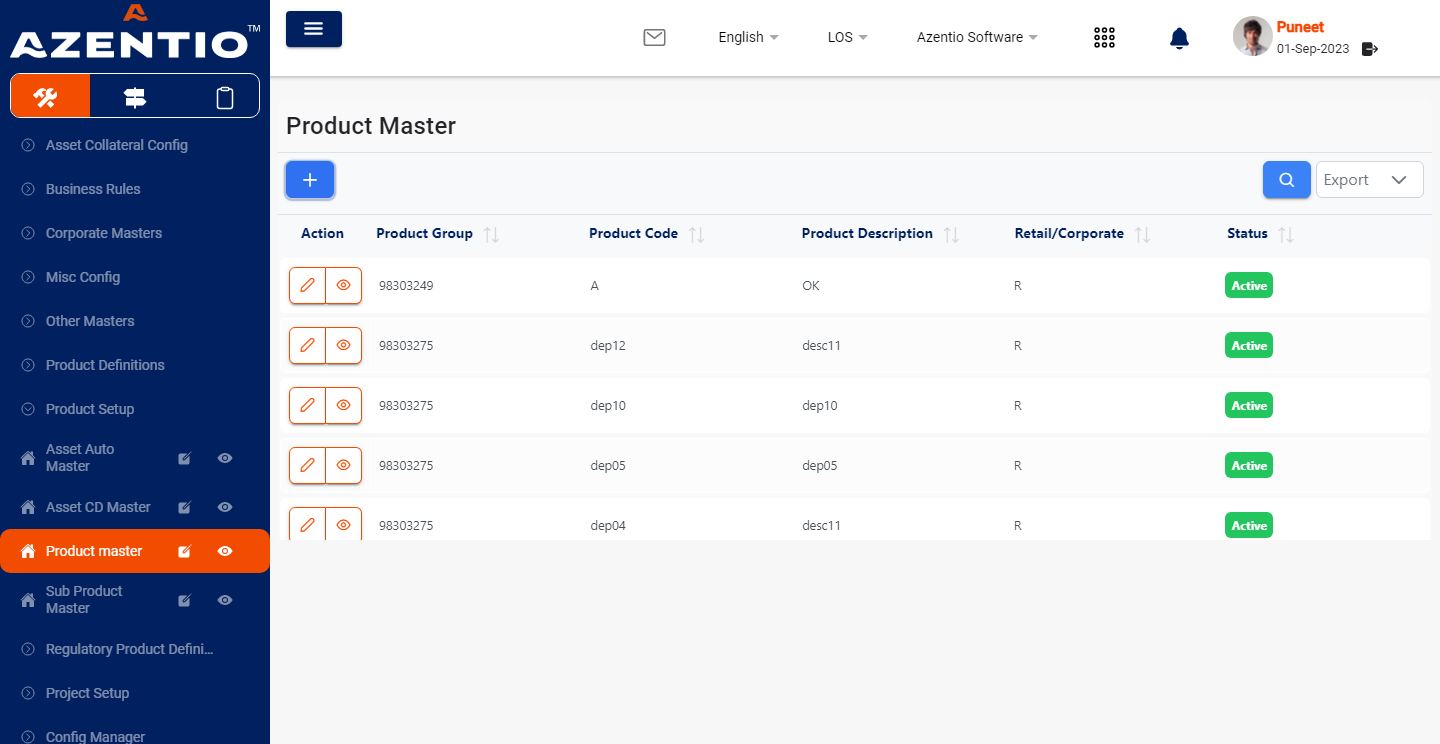 AZENTIO™
English
LOS
Azentio Software
Puneet
01-Sep-2023
Asset Collateral Config
Business Rules
Corporate Masters
Misc Config
Other Masters
Product Definitions
Product Setup
Asset Auto
Master
Asset CD Master
Product master
Sub Product
Master
Regulatory Product Defini...
Project Setup
Config Manager
Product Master
Export
Action Product Group Product Code Product Description Retail/Corporate Status
98303249 A OK R Active
98303275 dep12 desc11 R Active
98303275 dep10 dep10 R Active
98303275 dep05 dep05 R Active
98303275 dep04 desc11 R Active